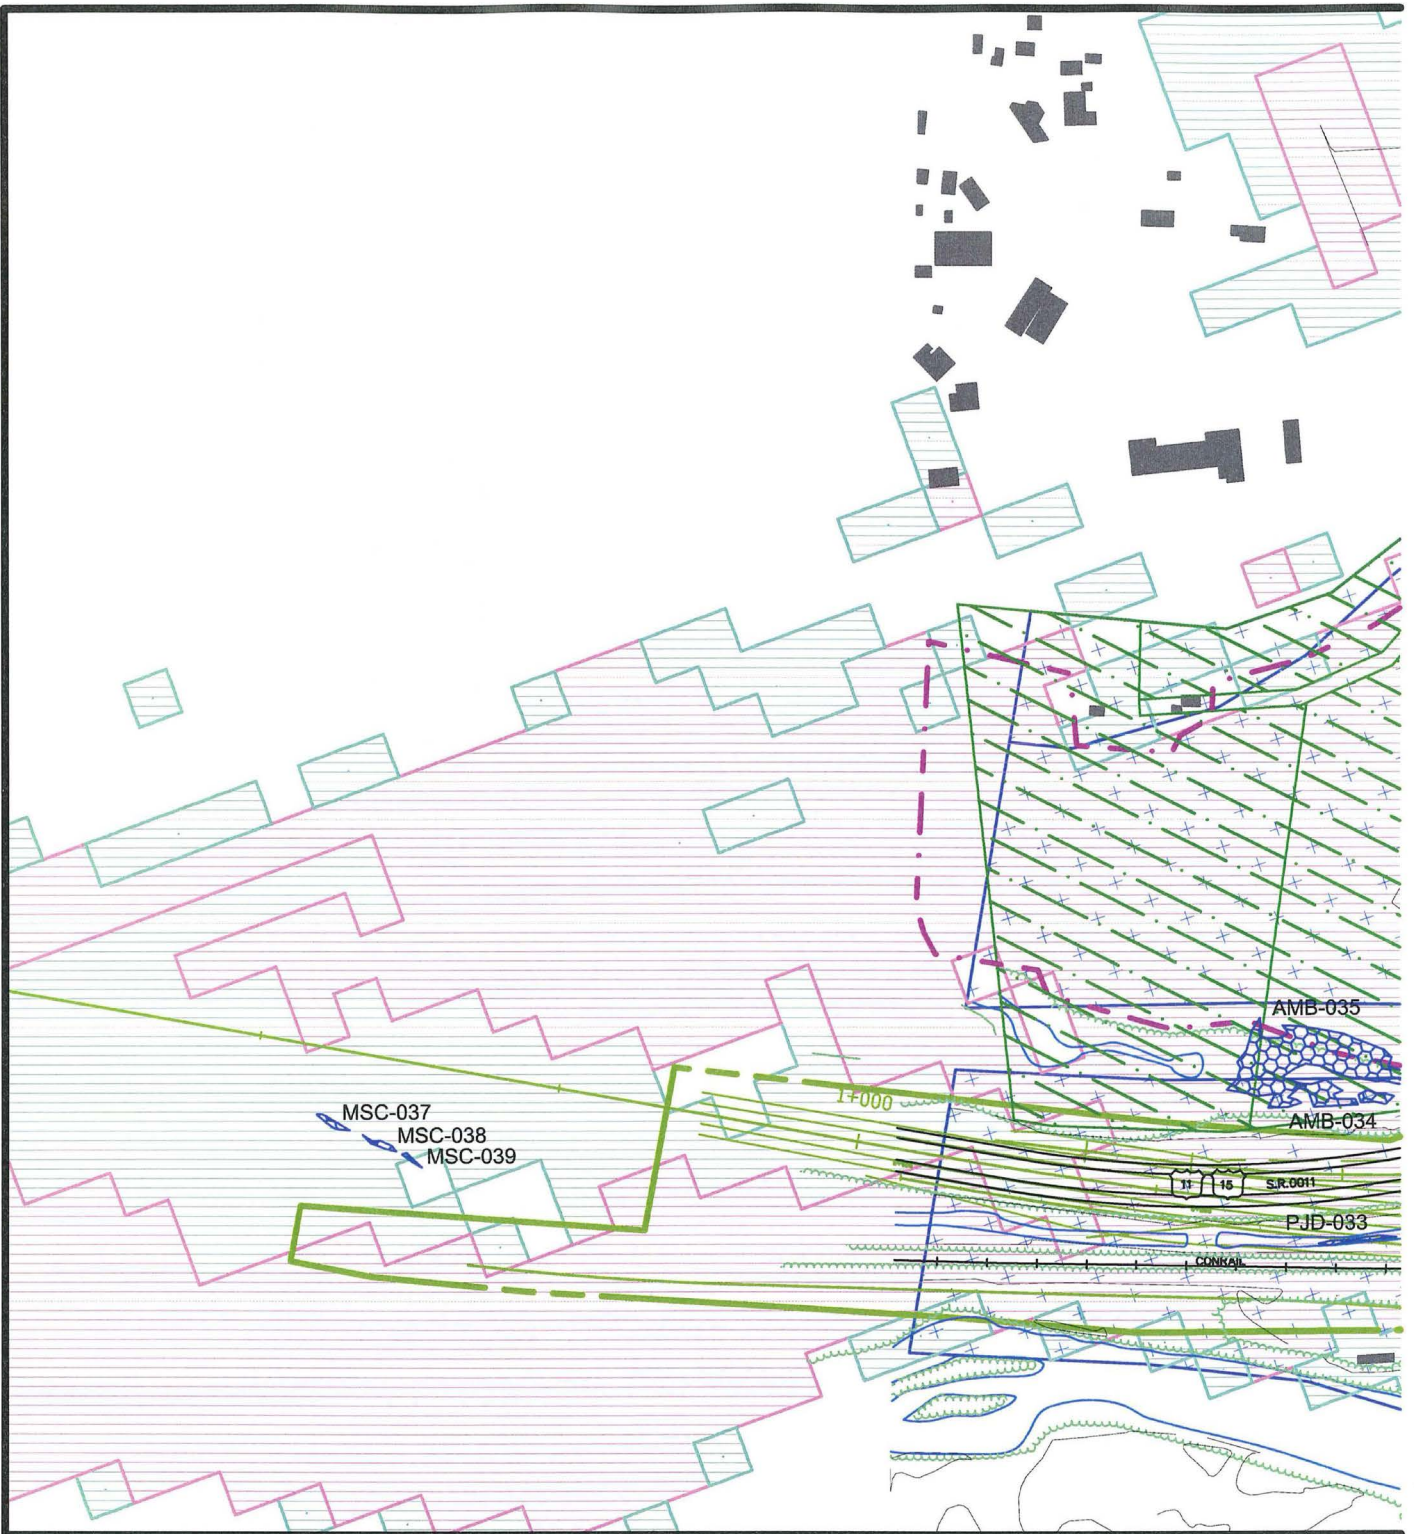 AMB-035
1+000
MSC-037
AMB-034
MSC-038
MSC-039
11 15 S.R.0011
PJD-033
CONRAIL